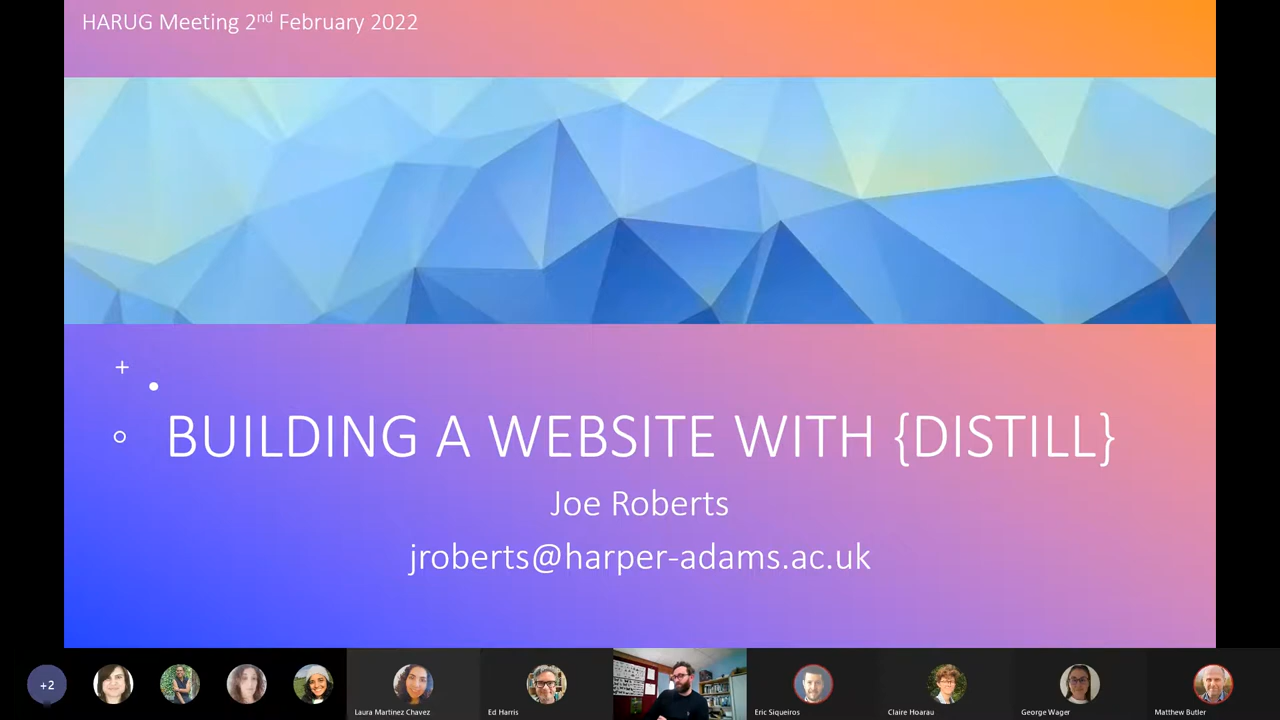 HARUG Meeting 2nd February 2022
BUILDING A WEBSITE WITH {DISTILL}
Joe Roberts
jroberts@harper-adams.ac.uk
+2
Laura Martinez Chavez
Ed Harris
Eric Siqueiros
Claire Hoarau
George Wager
Matthew Butler